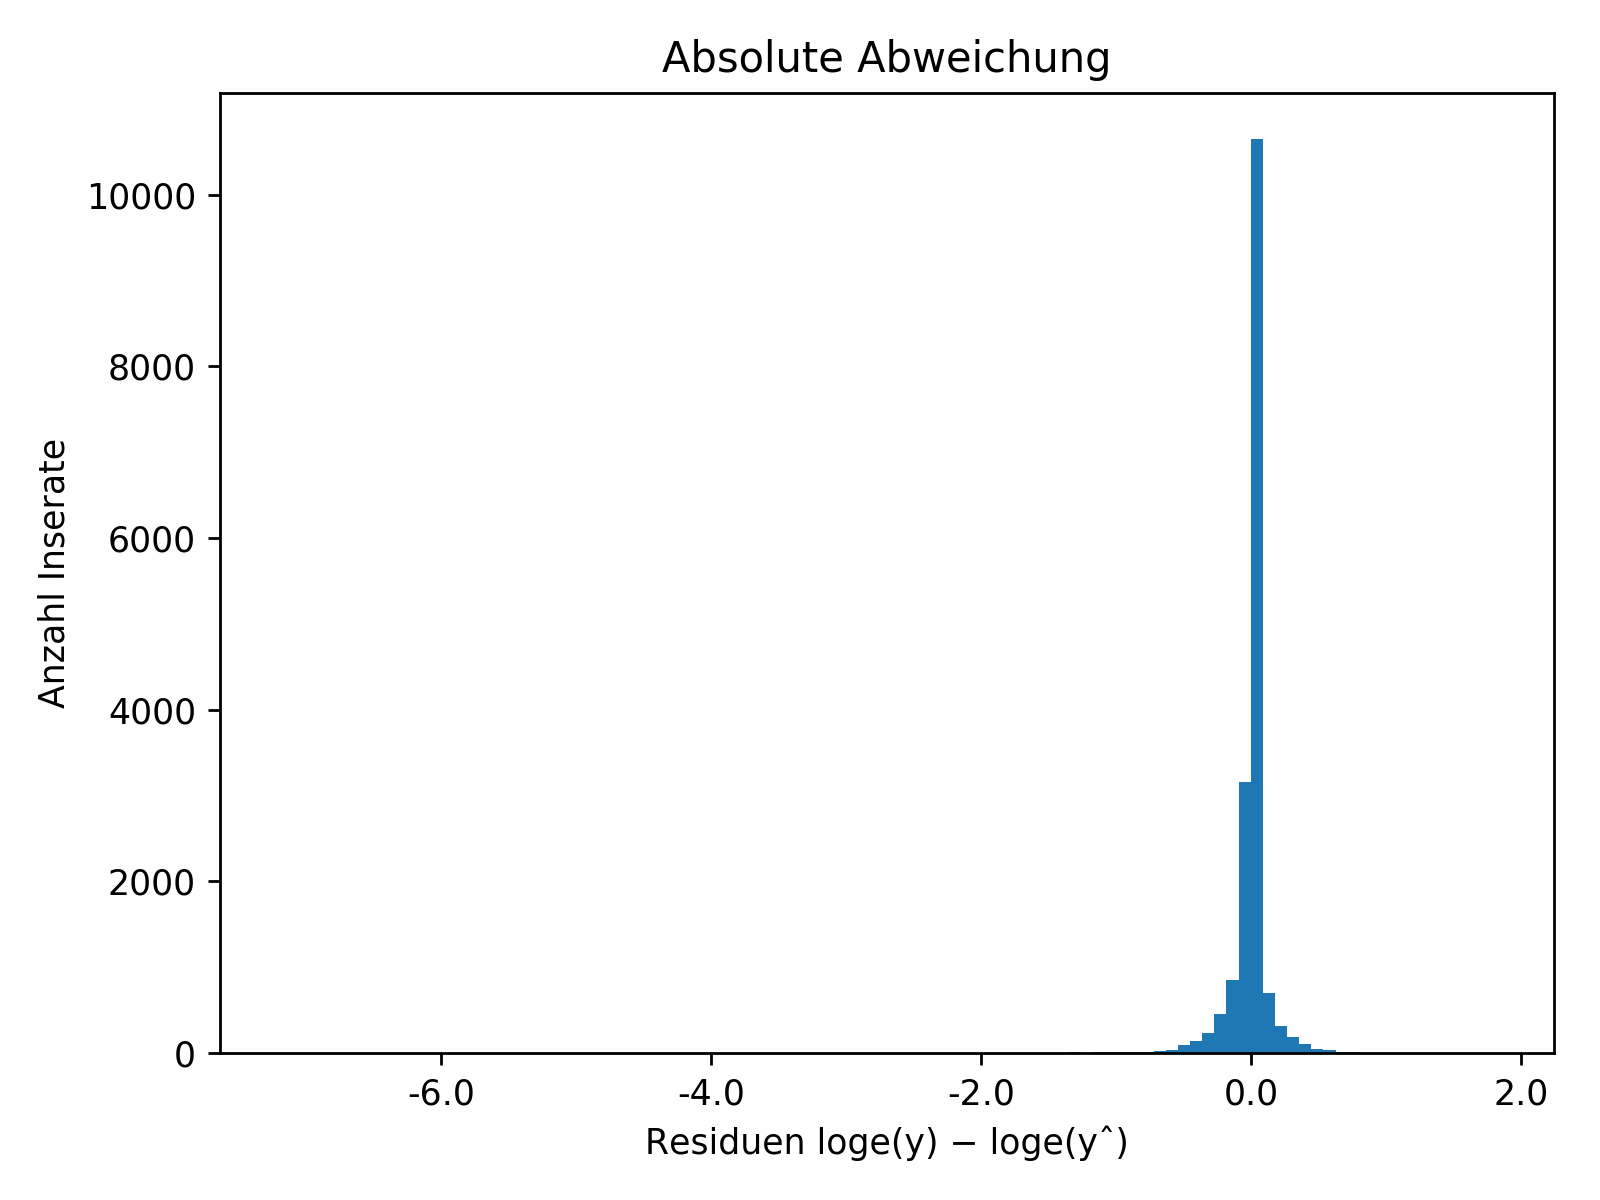 Absolute Abweichung
10000
8000
6000
4000
2000
0
Anzahl Inserate
-6.0 -4.0 -2.0 0.0 2.0
Residuen loge(y) − loge(yˆ)